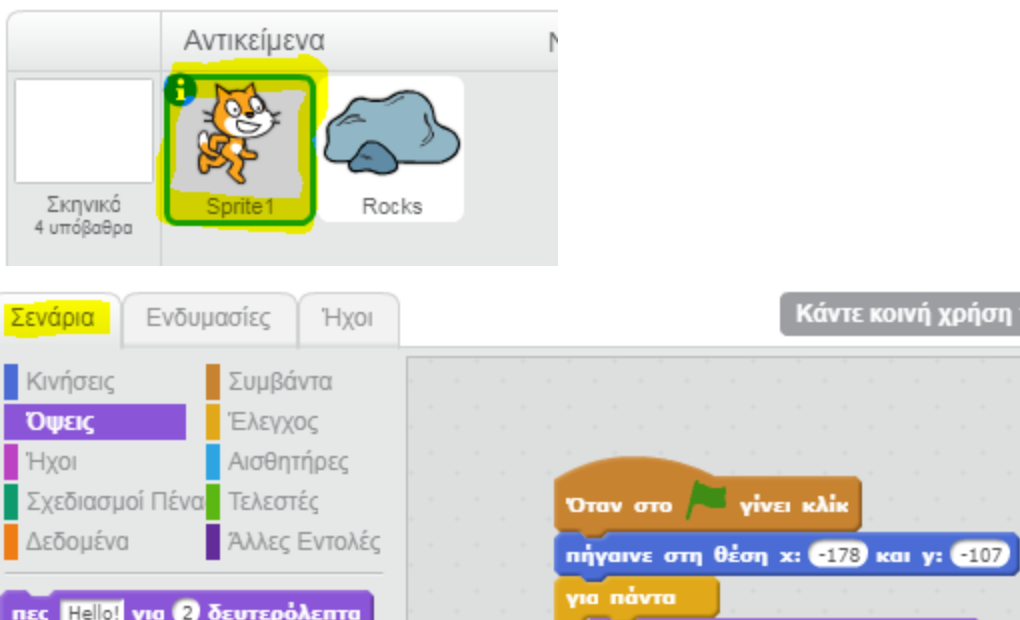 Αντικείμενα
i
Sprite1
Rocks
Σκηνικό
4 υπόβαθρα
Σενάρια Ενδυμασίες Ήχοι
Κάντε κοινή χρήση
Κινήσεις Συμβάντα
Όψεις Έλεγχος
Ήχοι Αισθητήρες
Σχεδιασμοί Πένα Τελεστές
Δεδομένα Άλλες Εντολές
Όταν στο γίνει κλίκ
πήγαινε στη θέση x: -178 και y: -107
για πάντα
πες Hello! για 2 δευτερόλεπτα